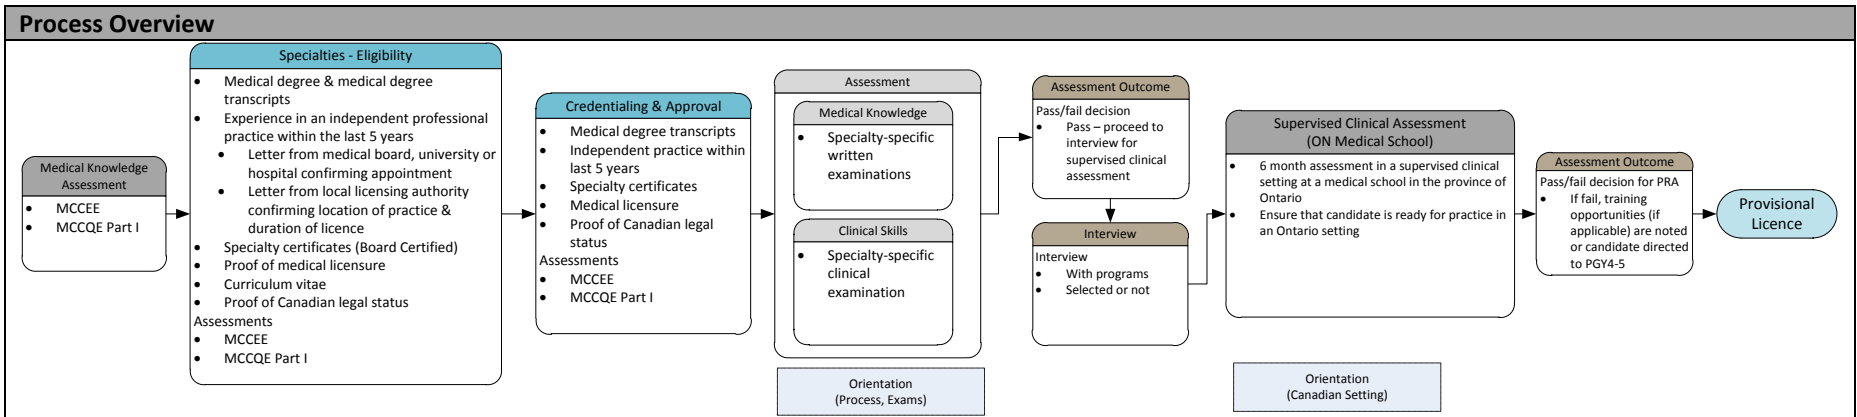 Process Overview
Medical Knowledge
Assessment
• MCCEE
• MCCQE Part I
Specialties - Eligibility
• Medical degree & medical degree
transcripts
• Experience in an independent professional
practice within the last 5 years
• Letter from medical board, university or
hospital confirming appointment
• Letter from local licensing authority
confirming location of practice &
duration of licence
• Specialty certificates (Board Certified)
• Proof of medical licensure
• Curriculum vitae
• Proof of Canadian legal status
Assessments
• MCCEE
• MCCQE Part I
Credentialing & Approval
• Medical degree transcripts
• Independent practice within
last 5 years
• Specialty certificates
• Medical licensure
• Proof of Canadian legal
status
Assessments
• MCCEE
• MCCQE Part I
Assessment
Medical Knowledge
• Specialty-specific
written
examinations
Clinical Skills
• Specialty-specific
clinical
examination
Orientation
(Process, Exams)
Assessment Outcome
Pass/fail decision
• Pass – proceed to
interview for
supervised clinical
assessment
Interview
Interview
• With programs
• Selected or not
Supervised Clinical Assessment
(ON Medical School)
• 6 month assessment in a supervised clinical
setting at a medical school in the province of
Ontario
• Ensure that candidate is ready for practice in
an Ontario setting
Orientation
(Canadian Setting)
Assessment Outcome
Pass/fail decision for PRA
• If fail, training
opportunities (if
applicable) are noted
or candidate directed
to PGY4-5
Provisional
Licence